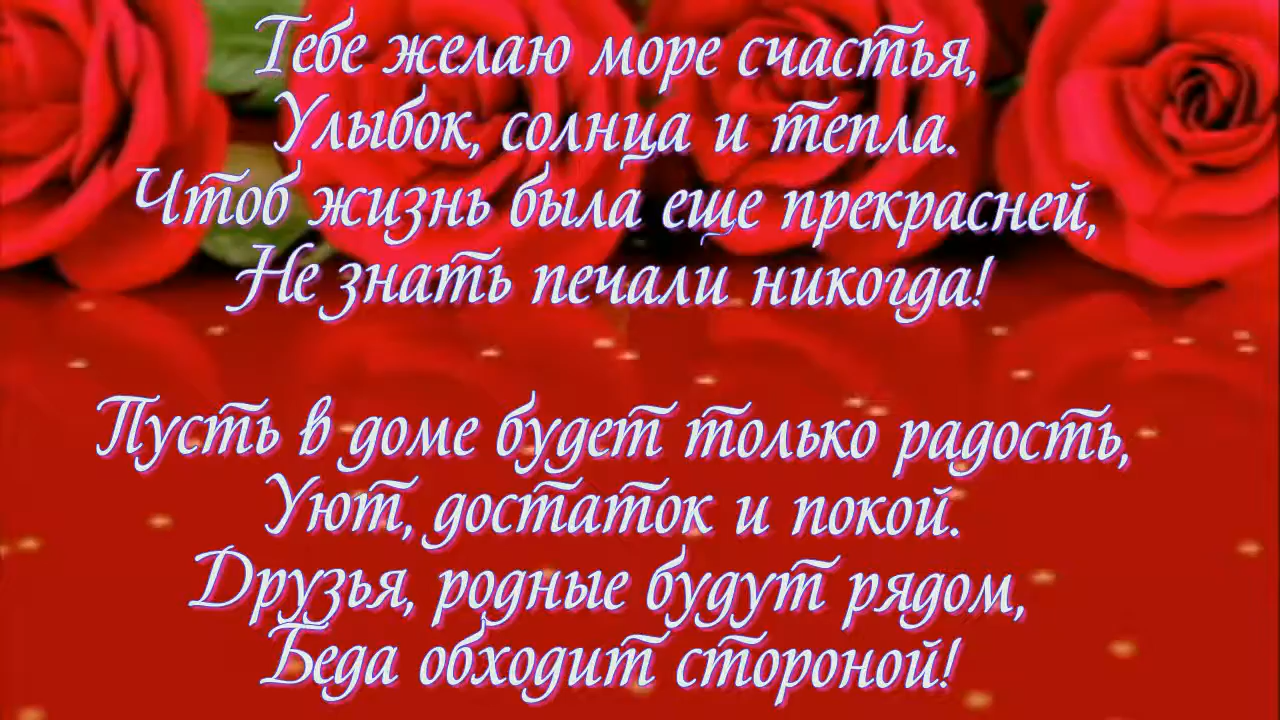 Тебе желаю море счастья,
Улыбок, солнца и тепла.
Чтоб жизнь была еще прекрасней,
Не знать печали никогда!
Пусть в доме будет только радость,
Уют, достаток и покой.
Друзья, родные будут рядом,
Беда обходит стороной!